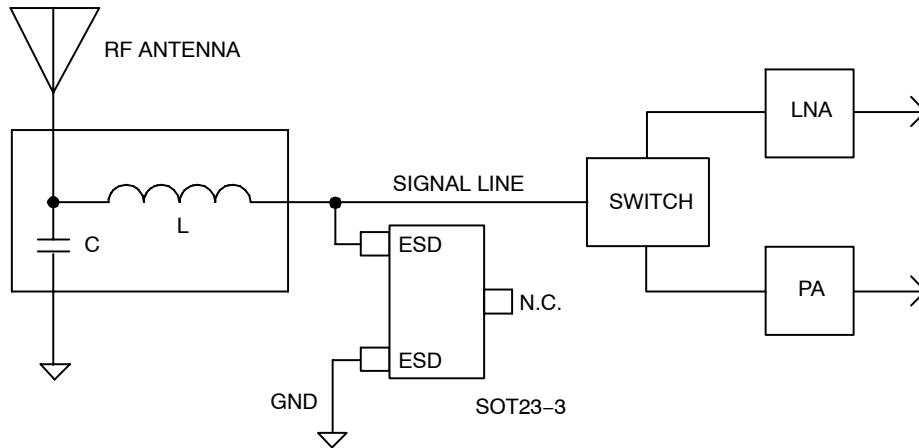 RF ANTENNA
LNA
SIGNAL LINE
SWITCH
L
C
ESD
N.C.
PA
ESD
GND
SOT23−3